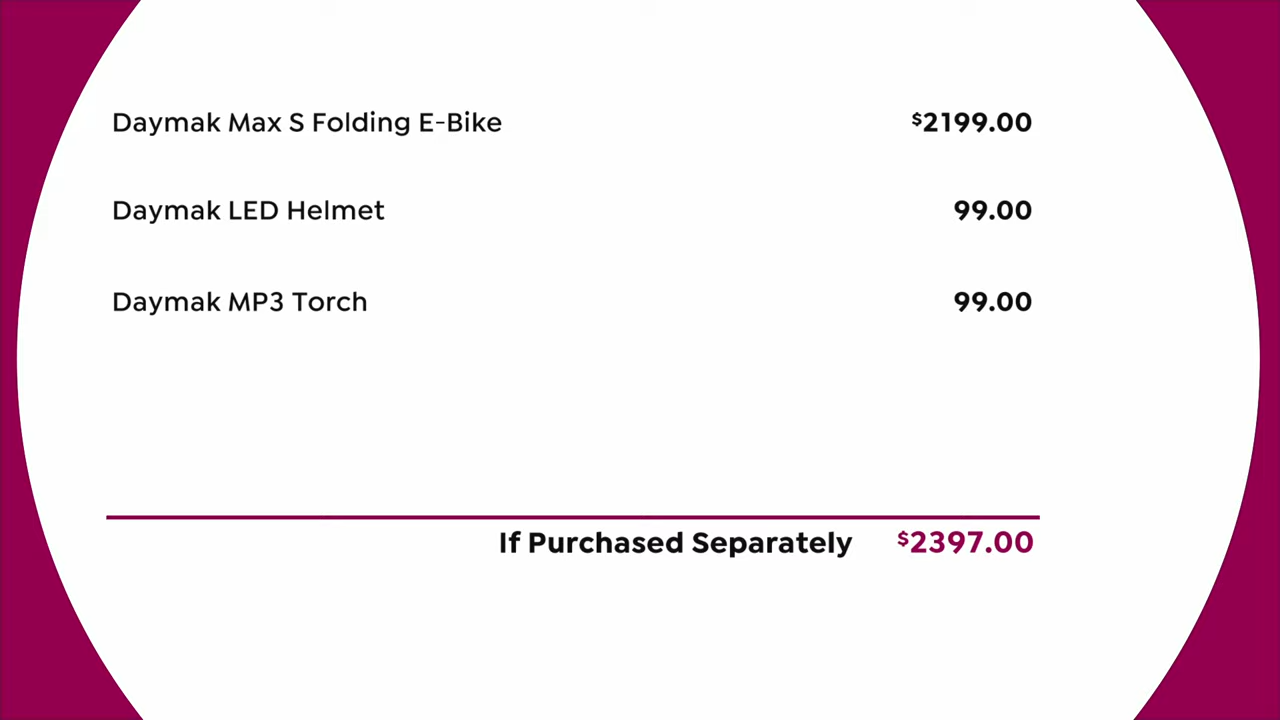 Daymak Max S Folding E-Bike $2199.00
Daymak LED Helmet 99.00
Daymak MP3 Torch 99.00
If Purchased Separately $2397.00